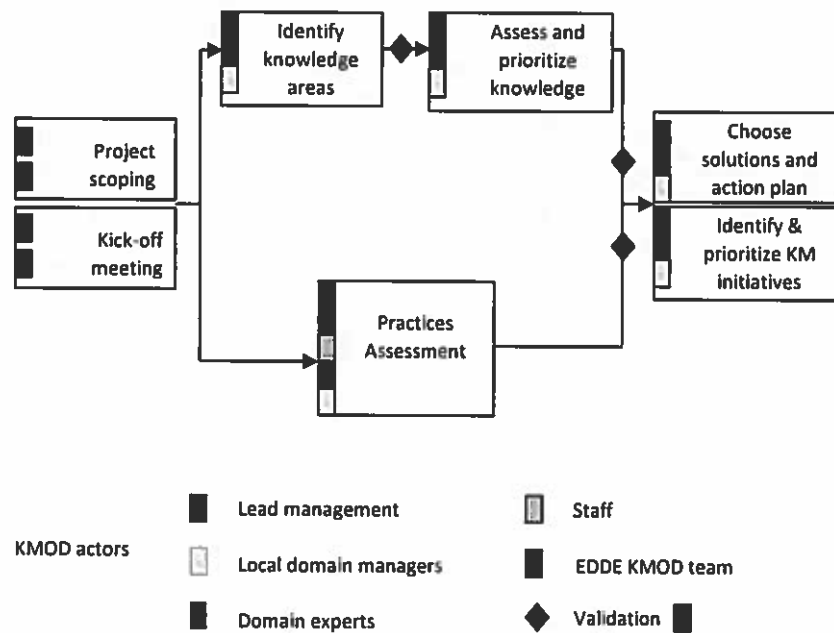 Identify
knowledge
areas
Assess and
prioritize
knowledge
Project
scoping
Kick-off
meeting
Choose
solutions and
action plan
Identify &
prioritize KM
initiatives
Practices
Assessment
KMOD actors
Lead management
Local domain managers
Domain experts
Staff
EDDE KMOD team
Validation